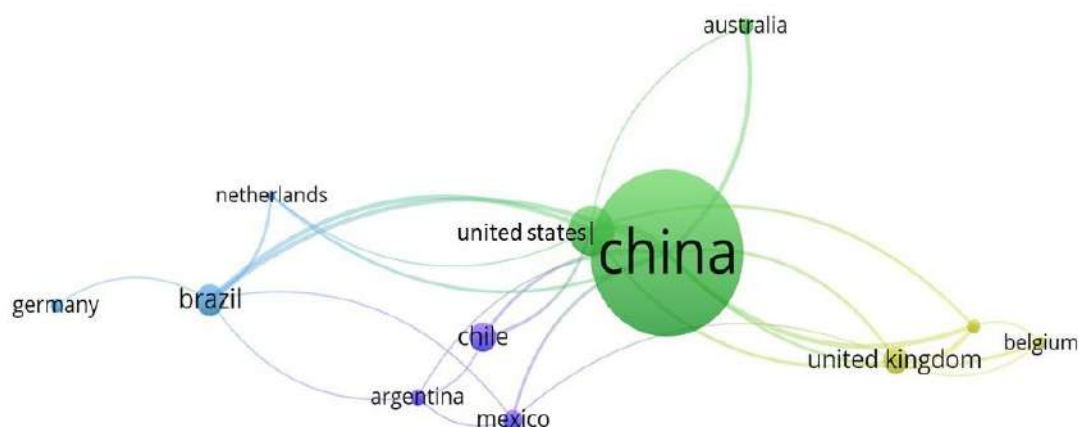 australia
netherlands
united states
china
germany
brazil
chile
united kingdom
belgium
argentina
mexico